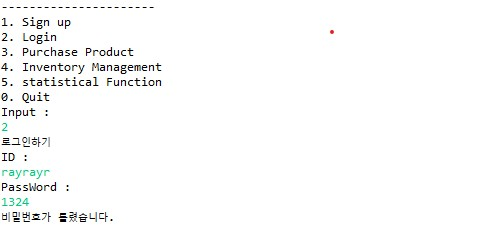 ----------------------
1. Sign up
2. Login
3. Purchase Product
4. Inventory Management
5. statistical Function
0. Quit
Input :
2
로그인하기
ID :
rayrayr
PassWord :
1324
비밀번호가 틀렸습니다.